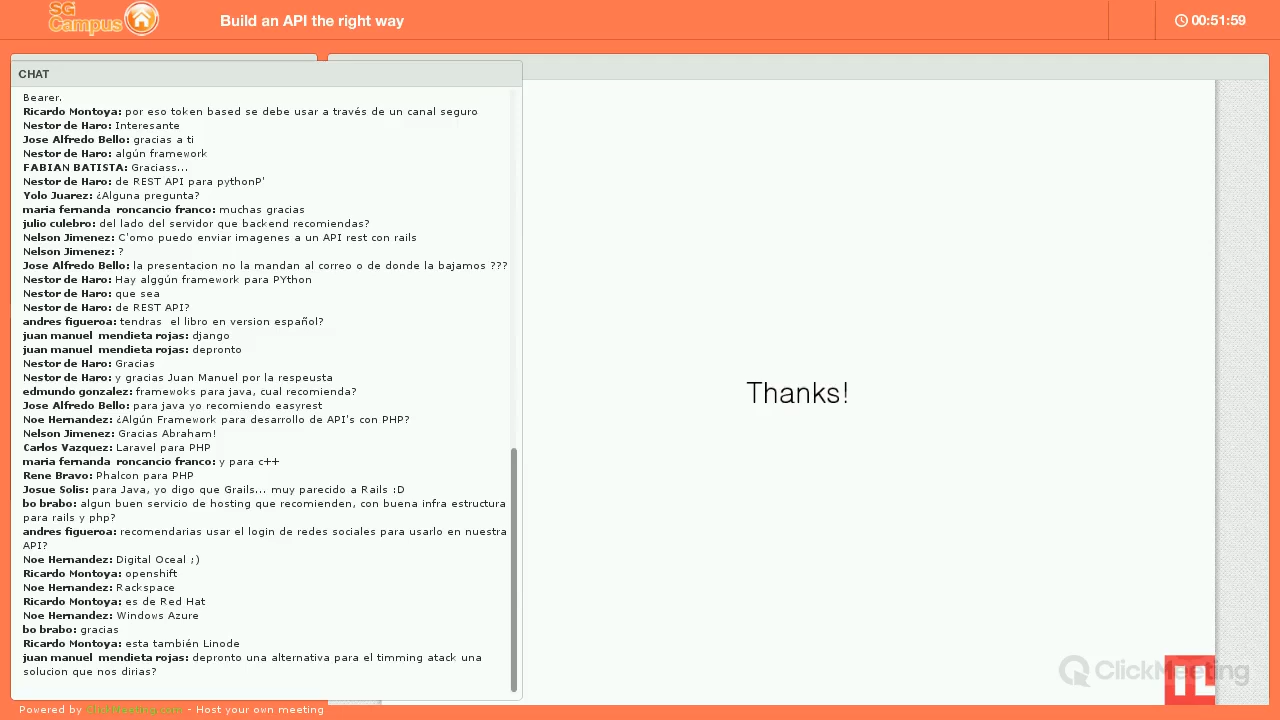 SG
Campus
Build an API the right way
00:51:59
CHAT
Bearer.
Ricardo Montoya: por eso token based se debe usar a través de un canal seguro
Nestor de Haro: Interesante
Jose Alfredo Bello: gracias a ti
Nestor de Haro: algún framework
FABIAN BATISTA: Graciass...
Nestor de Haro: de REST API para pythonP'
Yolo Juarez: ¿Alguna pregunta?
maria fernanda roncancio franco: muchas gracias
julio culebro: del lado del servidor que backend recomiendas?
Nelson Jimenez: C'omo puedo enviar imagenes a un API rest con rails
Nelson Jimenez: ?
Jose Alfredo Bello: la presentacion no la mandan al correo o de donde la bajamos ???
Nestor de Haro: Hay alggún framework para PYthon
Nestor de Haro: que sea
Nestor de Haro: de REST API?
andres figueroa: tendras el libro en version español?
juan manuel mendieta rojas: django
juan manuel mendieta rojas: depronto
Nestor de Haro: Gracias
Nestor de Haro: y gracias Juan Manuel por la respeusta
edmundo gonzalez: framewoks para java, cual recomienda?
Jose Alfredo Bello: para java yo recomiendo easyrest
Noe Hernandez: ¿Algún Framework para desarrollo de API's con PHP?
Nelson Jimenez: Gracias Abraham!
Carlos Vazquez: Laravel para PHP
maria fernanda roncancio franco: y para c++
Rene Bravo: Phalcon para PHP
Josue Solis: para Java, yo digo que Grails... muy parecido a Rails :D
bo brabo: algun buen servicio de hosting que recomienden, con buena infra estructura
para rails y php?
andres figueroa: recomendarias usar el login de redes sociales para usarlo en nuestra
API?
Noe Hernandez: Digital Oceal ;)
Ricardo Montoya: openshift
Noe Hernandez: Rackspace
Ricardo Montoya: es de Red Hat
Noe Hernandez: Windows Azure
bo brabo: gracias
Ricardo Montoya: esta también Linode
juan manuel mendieta rojas: depronto una alternativa para el timming atack una
solucion que nos dirias?
Thanks!
ClickMeeting
Powered by ClickMeeting.com - Host your own meeting